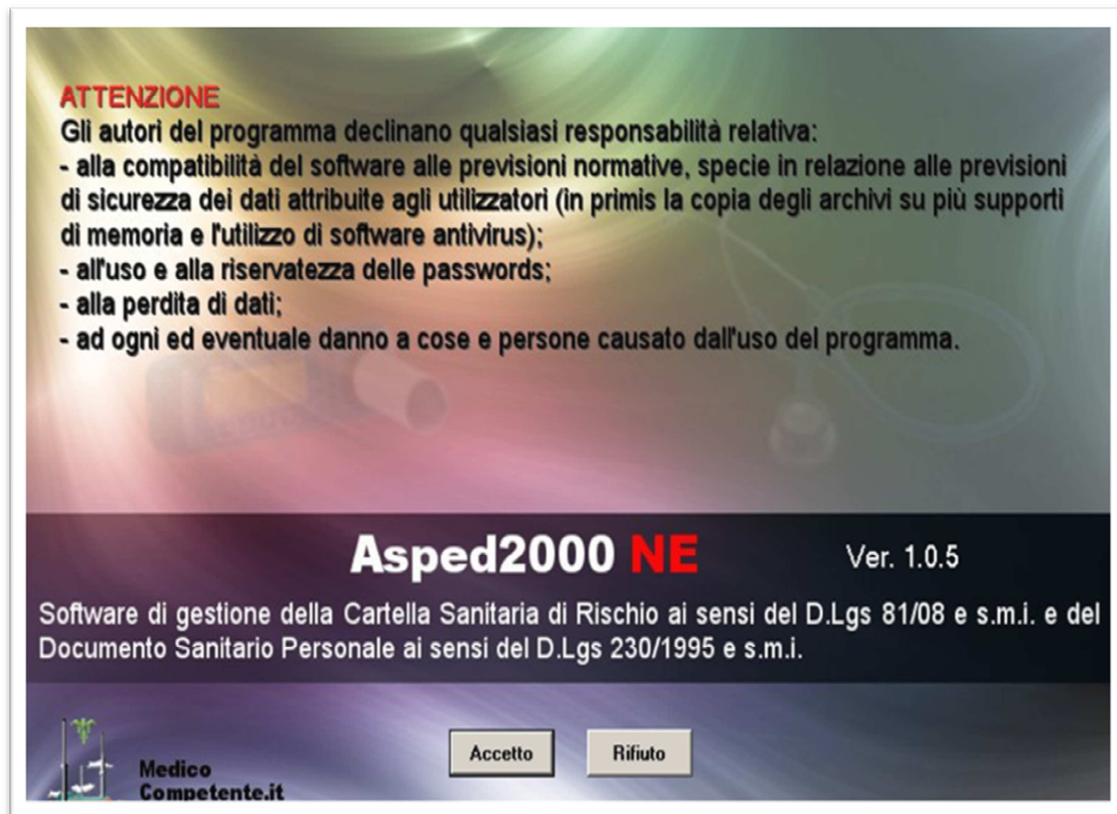 ATTENZIONE
Gli autori del programma declinano qualsiasi responsabilità relativa:
- alla compatibilità del software alle previsioni normative, specie in relazione alle previsioni
di sicurezza dei dati attribuite agli utilizzatori (in primis la copia degli archivi su più supporti
di memoria e l'utilizzo di software antivirus);
- all'uso e alla riservatezza delle passwords;
- alla perdita di dati;
- ad ogni ed eventuale danno a cose e persone causato dall'uso del programma.
Asped2000 NE Ver. 1.0.5
Software di gestione della Cartella Sanitaria di Rischio ai sensi del D.Lgs 81/08 e s.m.i. e del
Documento Sanitario Personale ai sensi del D.Lgs 230/1995 e s.m.i.
Accetto Rifiuto
Medico
Competente.it